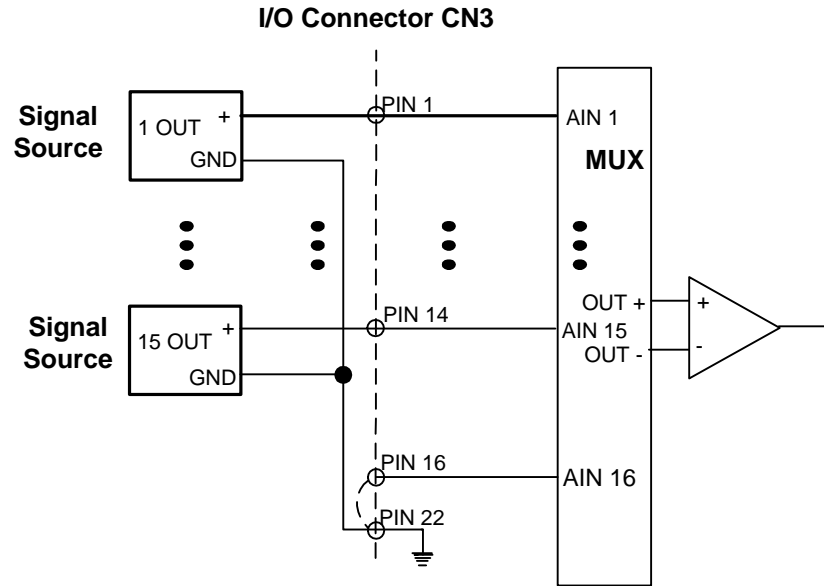 I/O Connector CN3
Signal
Source
1 OUT
+
GND
PIN 1
AIN 1
MUX
Signal
Source
15 OUT
+
GND
PIN 14
AIN 15
OUT +
OUT -
+
-
PIN 16
AIN 16
PIN 22